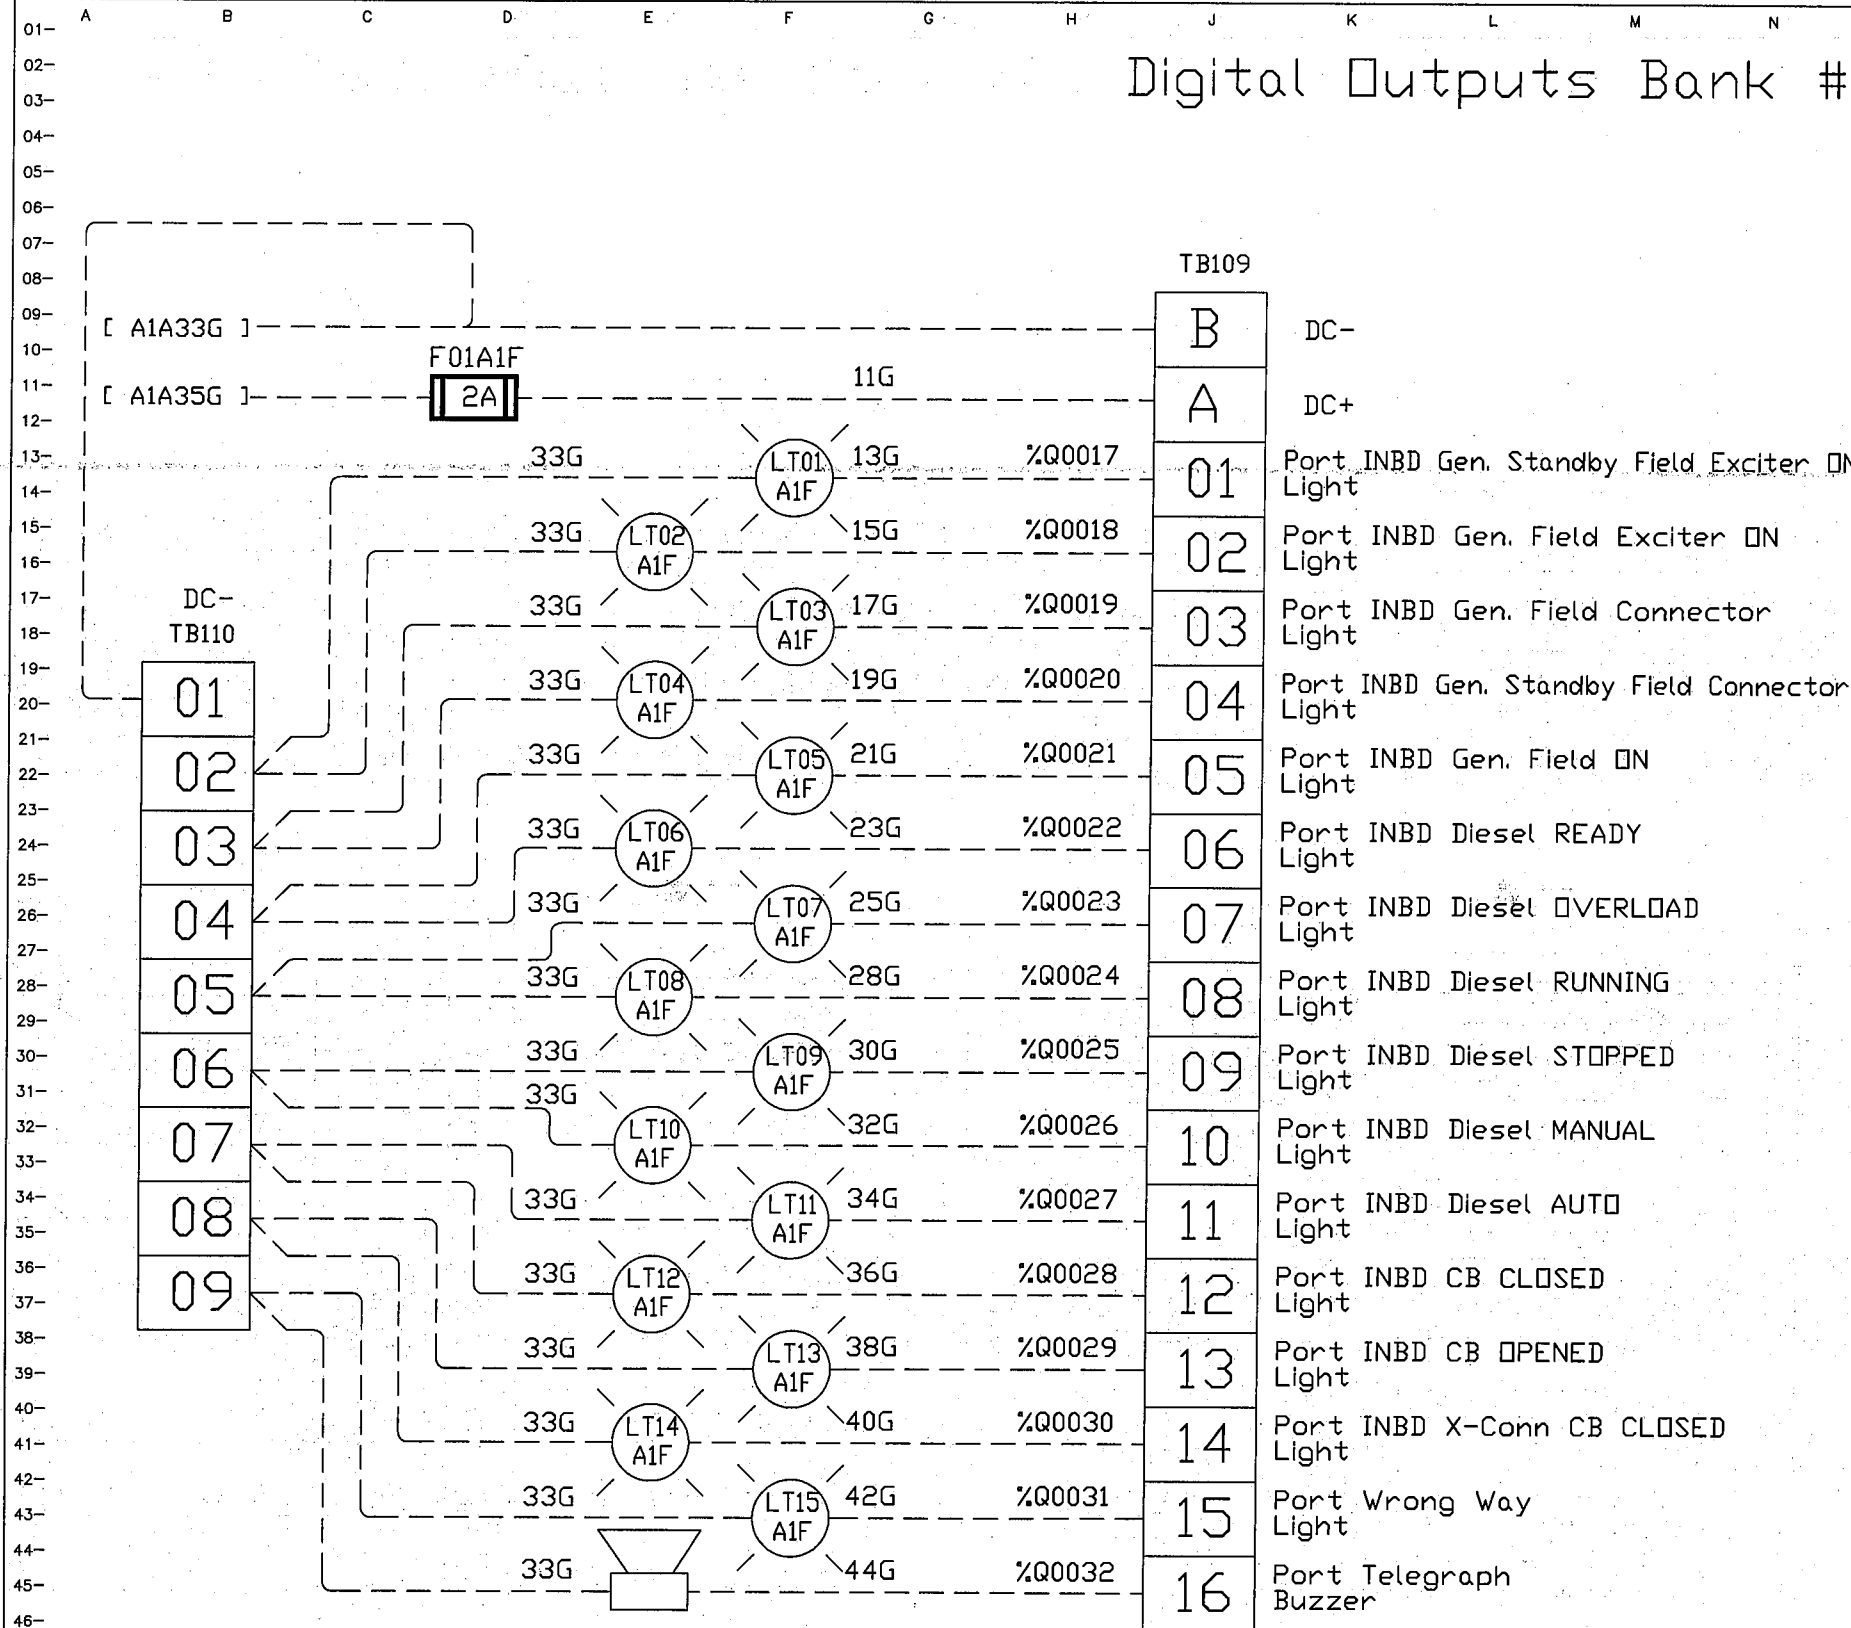 A B C D E F G H J K L M N
01-
02-
Digital Outputs Bank #
03-
04-
05-
06-
07-
08-
TB109
09-
[ A1A33G ]
B
DC-
10-
F01A1F
11-
[ A1A35G ]
2A
11G
A
DC+
12-
13-
33G
LT01
A1F
13G
%Q0017
01
Port INBD Gen. Standby Field Exciter ON
Light
14-
15-
33G
LT02
A1F
15G
%Q0018
02
Port INBD Gen. Field Exciter ON
Light
16-
17-
DC-
TB110
33G
LT03
A1F
17G
%Q0019
03
Port INBD Gen. Field Connector
Light
18-
19-
01
33G
LT04
A1F
19G
%Q0020
04
Port INBD Gen. Standby Field Connector
Light
20-
21-
02
33G
LT05
A1F
21G
%Q0021
05
Port INBD Gen. Field ON
Light
22-
23-
03
33G
LT06
A1F
23G
%Q0022
06
Port INBD Diesel READY
Light
24-
25-
04
33G
LT07
A1F
25G
%Q0023
07
Port INBD Diesel OVERLOAD
Light
26-
27-
05
33G
LT08
A1F
28G
%Q0024
08
Port INBD Diesel RUNNING
Light
28-
29-
06
33G
LT09
A1F
30G
%Q0025
09
Port INBD Diesel STOPPED
Light
30-
31-
07
33G
LT10
A1F
32G
%Q0026
10
Port INBD Diesel MANUAL
Light
32-
33-
08
33G
LT11
A1F
34G
%Q0027
11
Port INBD Diesel AUTO
Light
34-
35-
09
33G
LT12
A1F
36G
%Q0028
12
Port INBD CB CLOSED
Light
36-
37-
38-
33G
LT13
A1F
38G
%Q0029
13
Port INBD CB OPENED
Light
39-
40-
33G
LT14
A1F
40G
%Q0030
14
Port INBD X-Conn CB CLOSED
Light
41-
42-
33G
LT15
A1F
42G
%Q0031
15
Port Wrong Way
Light
43-
44-
33G
44G
%Q0032
16
Port Telegraph
Buzzer
45-
46-